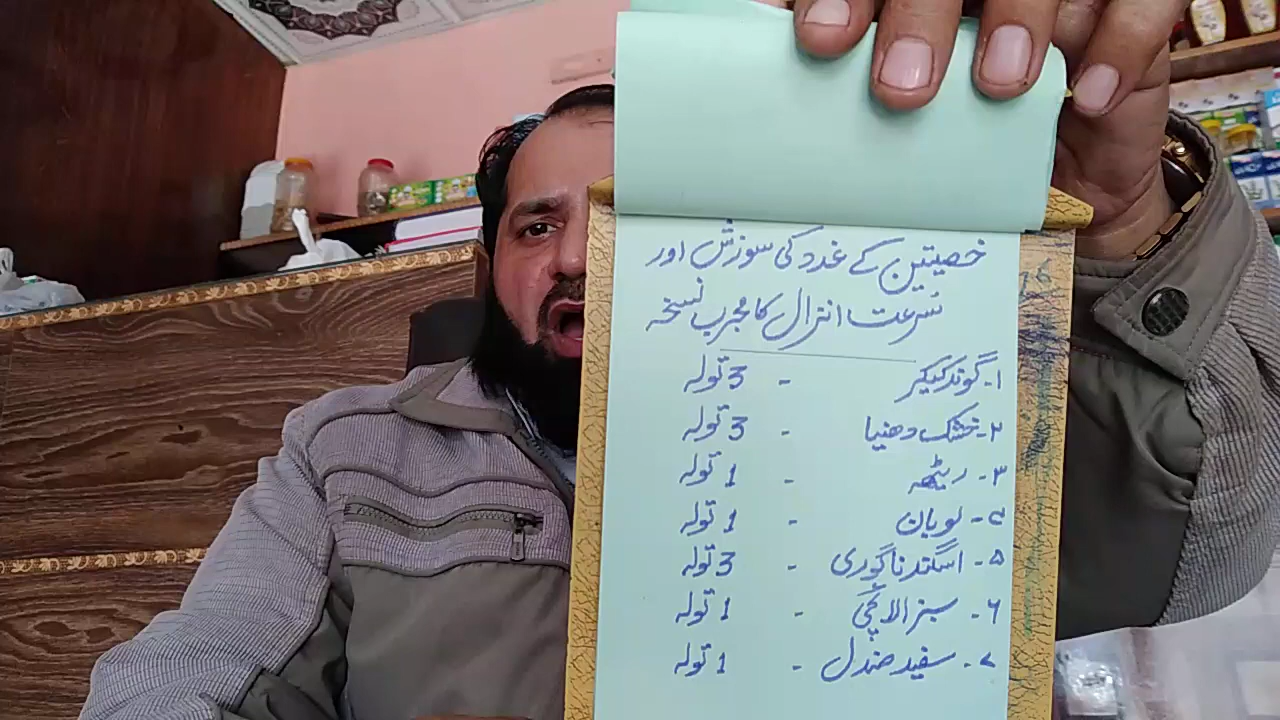 خصیتین کے غدد کی سوزش اور
سُرعت انزال کا مجرب نسخہ
۱۔ گوند کیکر - 3 تولہ
۲۔ خشک دھنیا - 3 تولہ
۳۔ ریٹھہ - 1 تولہ
۴۔ لوبان - 1 تولہ
۵۔ اسگندناگوری - 3 تولہ
۶۔ سبز الائچی - 1 تولہ
۷۔ سفید صندل - 1 تولہ